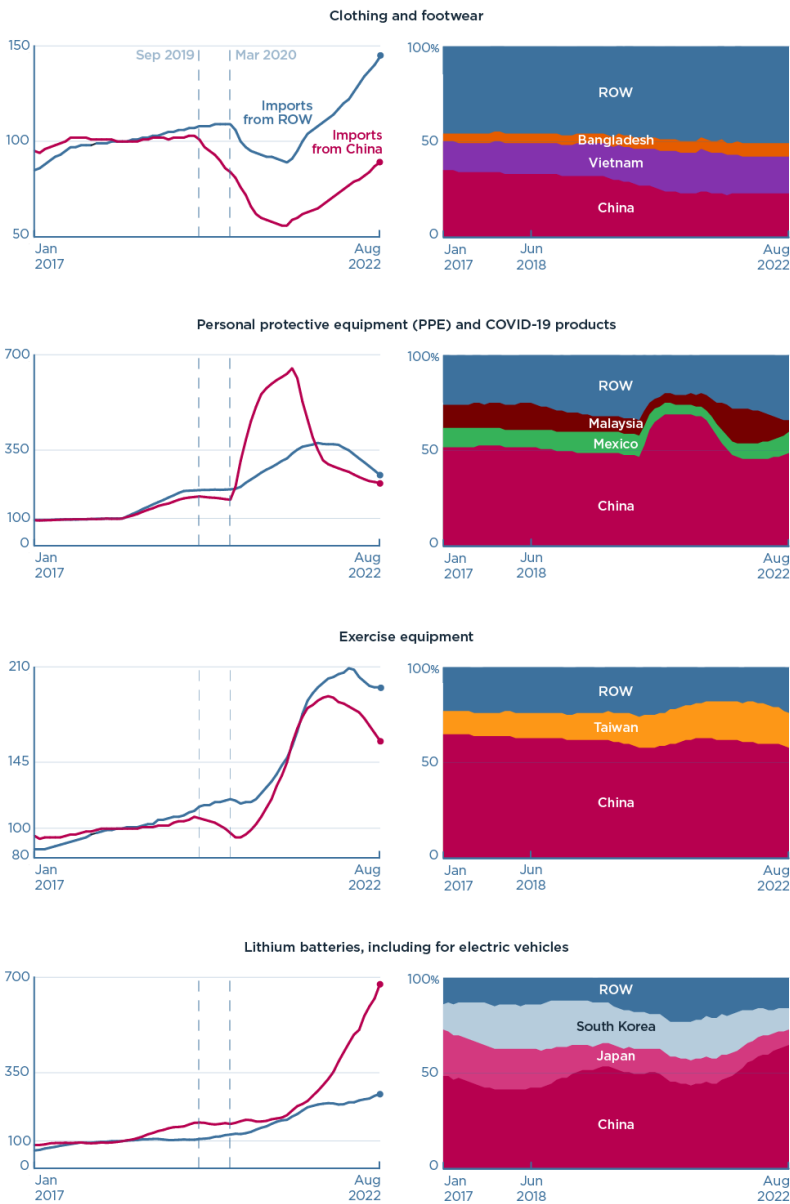 Clothing and footwear
150
100
50
Sep 2019
Mar 2020
Imports
from ROW
Imports
from China
Jan
2017
Aug
2022
100%
50
0
ROW
Bangladesh
Vietnam
China
Jan
2017
Jun
2018
Aug
2022
Personal protective equipment (PPE) and COVID-19 products
700
350
100
0
Jan
2017
Aug
2022
100%
50
0
ROW
Malaysia
Mexico
China
Jan
2017
Jun
2018
Aug
2022
Exercise equipment
210
145
100
80
Jan
2017
Aug
2022
100%
50
0
ROW
Taiwan
China
Jan
2017
Jun
2018
Aug
2022
Lithium batteries, including for electric vehicles
700
350
100
0
Jan
2017
Aug
2022
100%
50
0
ROW
South Korea
Japan
China
Jan
2017
Jun
2018
Aug
2022